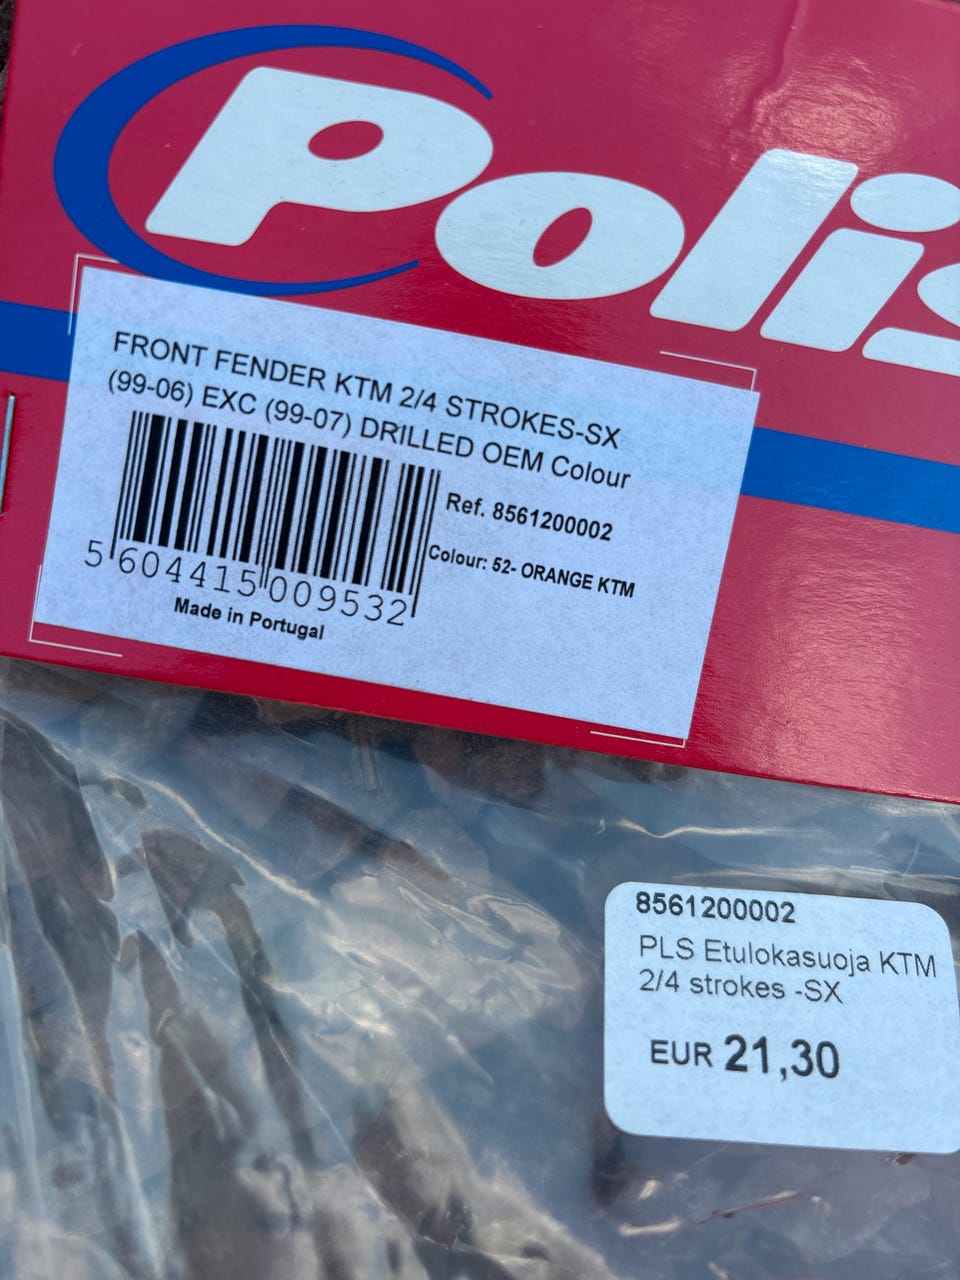 Polis
FRONT FENDER KTM 2/4 STROKES-SX
(99-06) EXC (99-07) DRILLED OEM Colour
Ref. 8561200002
Colour: 52- ORANGE KTM
5 604415 009532
Made in Portugal
8561200002
PLS Etulokasuoja KTM
2/4 strokes -SX
EUR 21,30